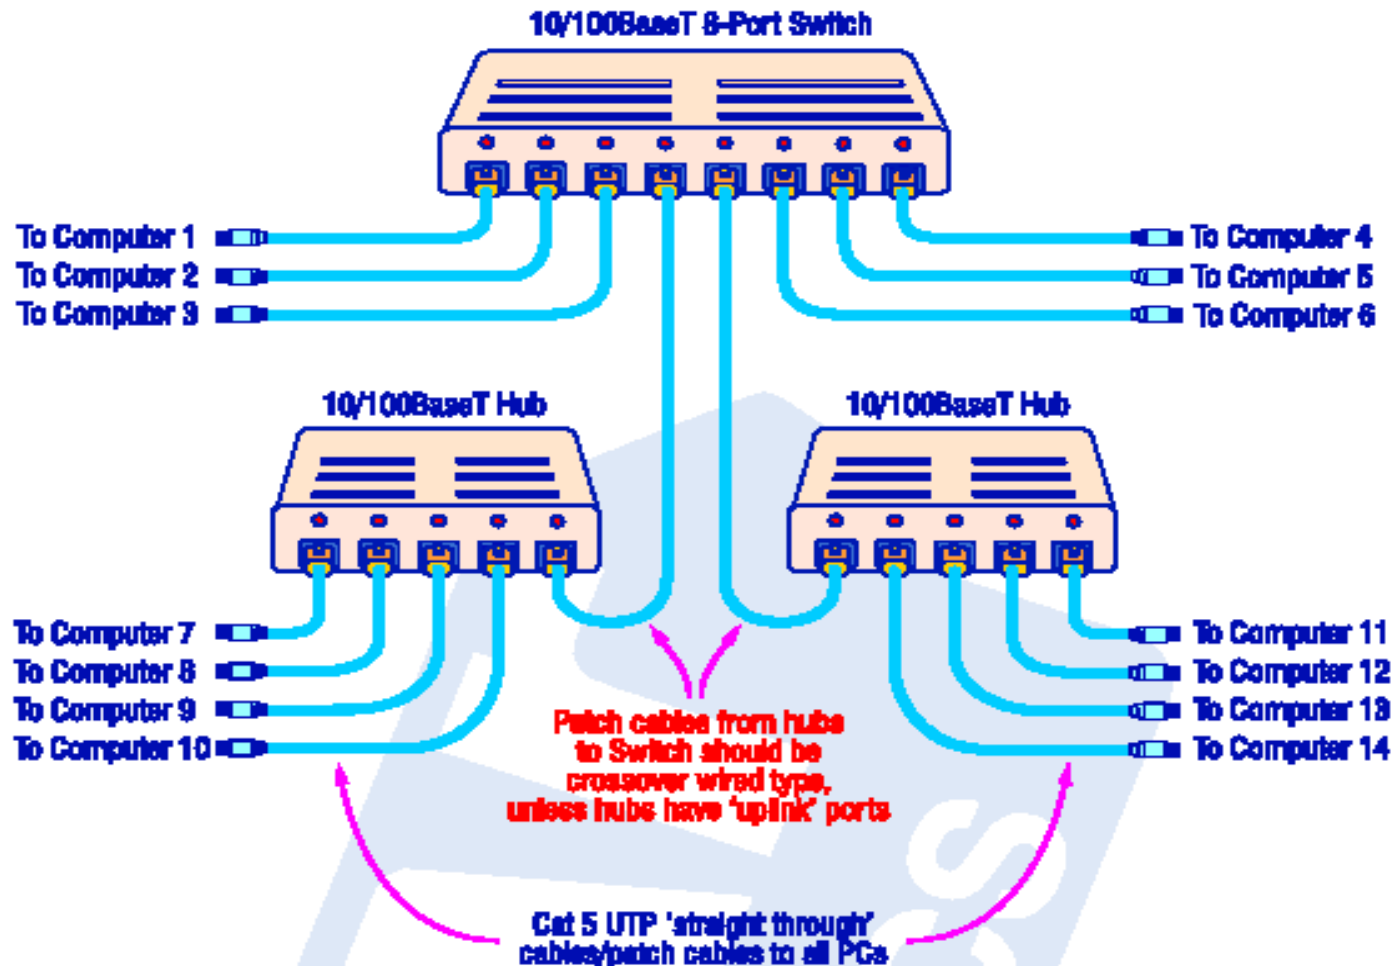 10/100BaseT 8-Port Switch
To Computer 1
To Computer 2
To Computer 3
To Computer 4
To Computer 5
To Computer 6
10/100BaseT Hub
10/100BaseT Hub
To Computer 7
To Computer 8
To Computer 9
To Computer 10
To Computer 11
To Computer 12
To Computer 13
To Computer 14
Patch cables from hubs
to Switch should be
crossover wired type,
unless hubs have 'uplink' ports
Cat 5 UTP 'straight through'
cables/patch cables to all PCs